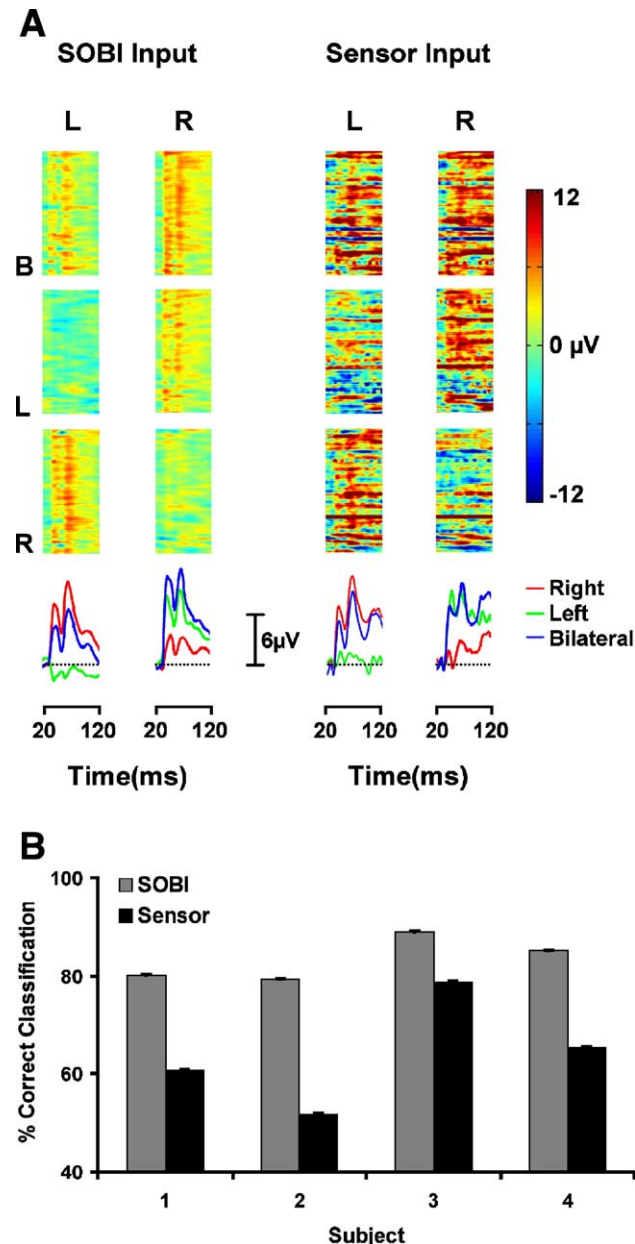 A
SOBI Input Sensor Input
L R L R
B
L
R
12
0 µV
-12
6µV
Right
Left
Bilateral
20 120 20 120 20 120 20 120
Time(ms) Time(ms)
B
SOBI
Sensor
% Correct Classification
100
80
60
40
1 2 3 4
Subject